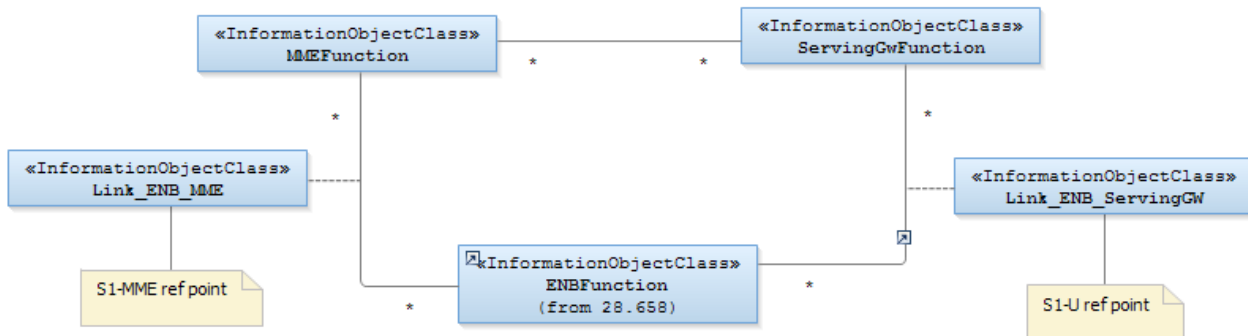 «InformationObjectClass»
MMEFunction
«InformationObjectClass»
ServingGwFunction
*
*
*
*
«InformationObjectClass»
Link_ENB_MME
«InformationObjectClass»
Link_ENB_ServingGW
«InformationObjectClass»
ENBFunction
(from 28.658)
*
*
S1-MME ref point
S1-U ref point